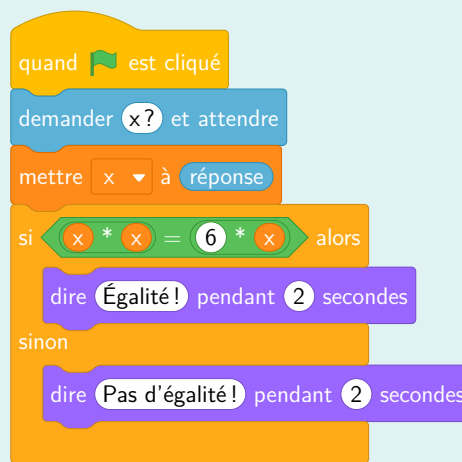 quand est cliqué
demander x ? et attendre
mettre x à réponse
si x * x = 6 * x alors
dire Égalité ! pendant 2 secondes
sinon
dire Pas d'égalité ! pendant 2 secondes